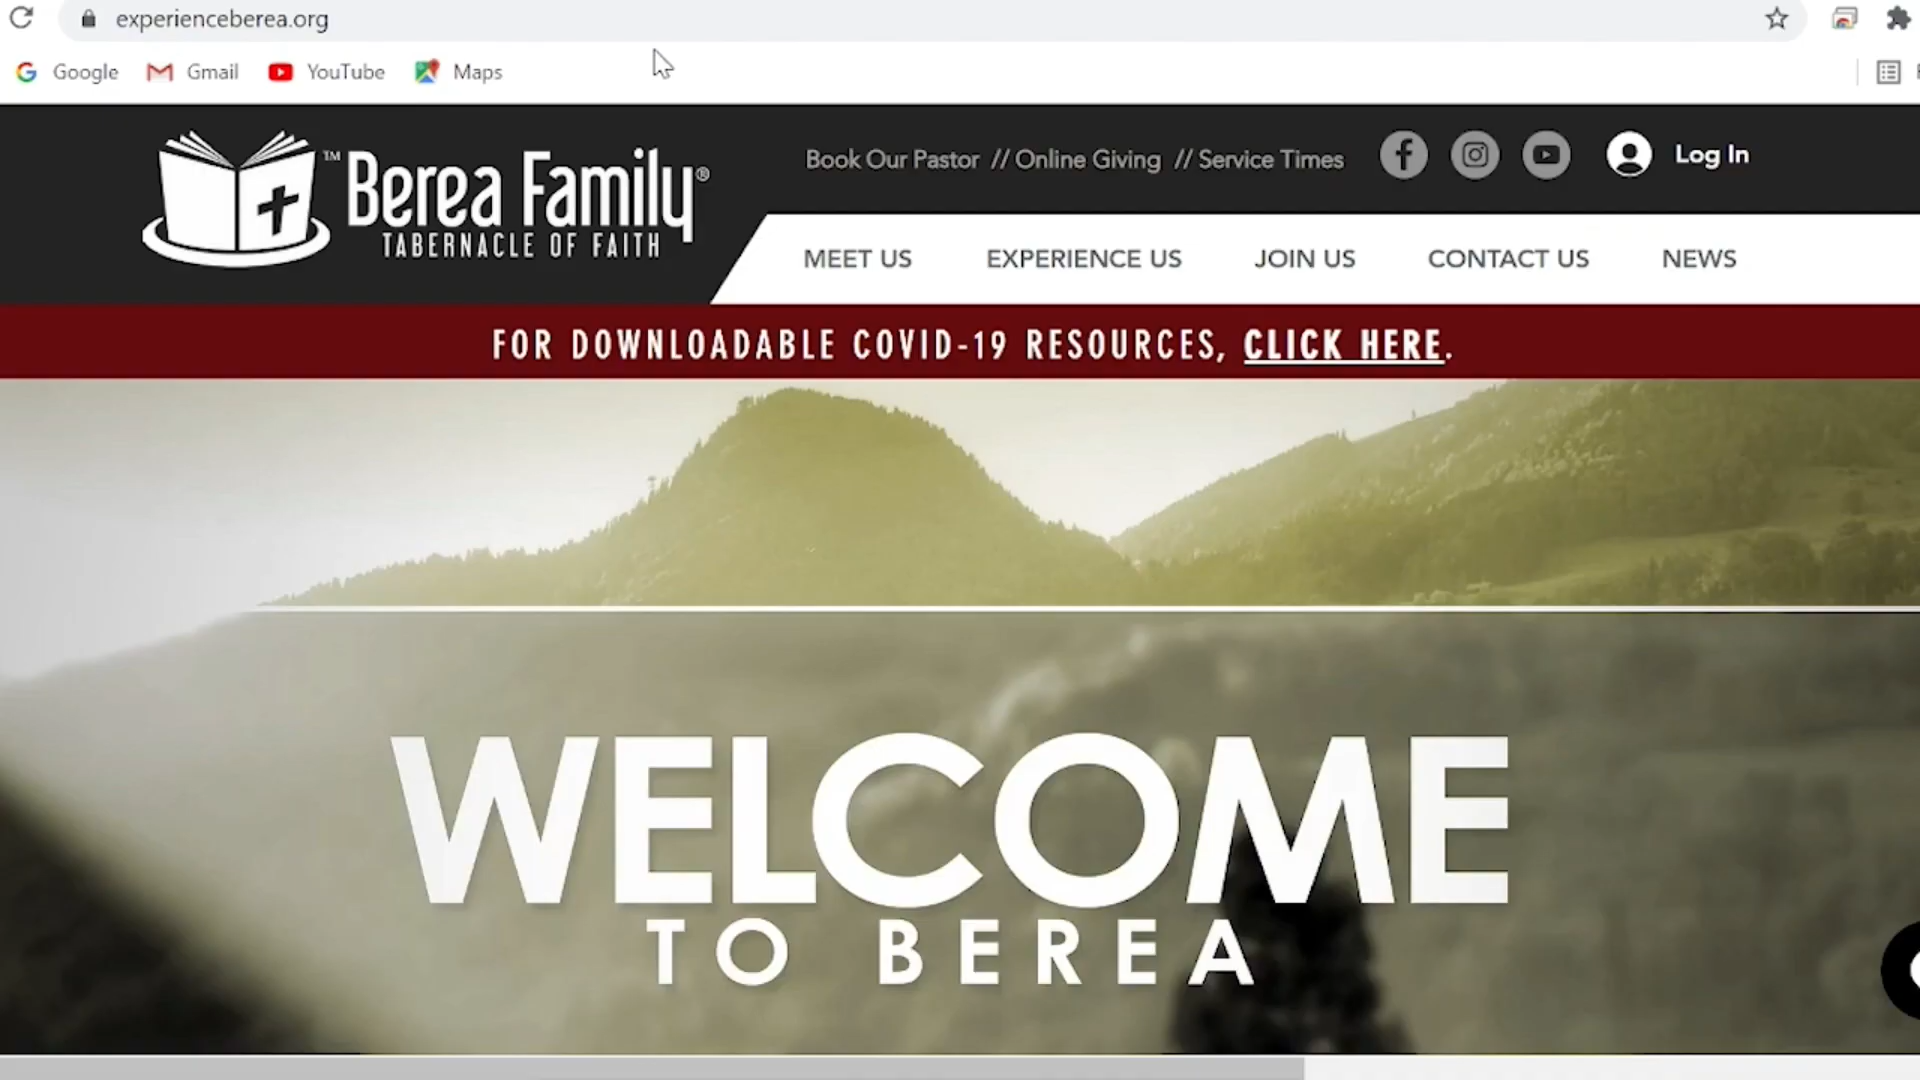 experienceberea.org
Google Gmail YouTube Maps
Book Our Pastor // Online Giving // Service Times Log In
™ Berea Family®
TABERNACLE OF FAITH
MEET US EXPERIENCE US JOIN US CONTACT US NEWS
FOR DOWNLOADABLE COVID-19 RESOURCES, CLICK HERE.
WELCOME
TO BEREA